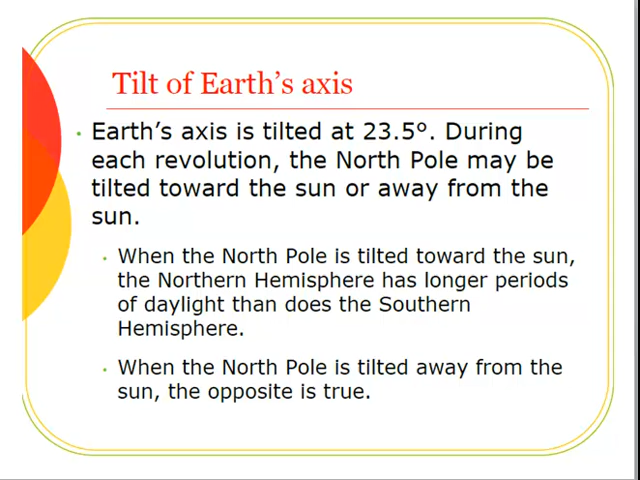 Tilt of Earth’s axis
• Earth’s axis is tilted at 23.5°. During
each revolution, the North Pole may be
tilted toward the sun or away from the
sun.
• When the North Pole is tilted toward the sun,
the Northern Hemisphere has longer periods
of daylight than does the Southern
Hemisphere.
• When the North Pole is tilted away from the
sun, the opposite is true.